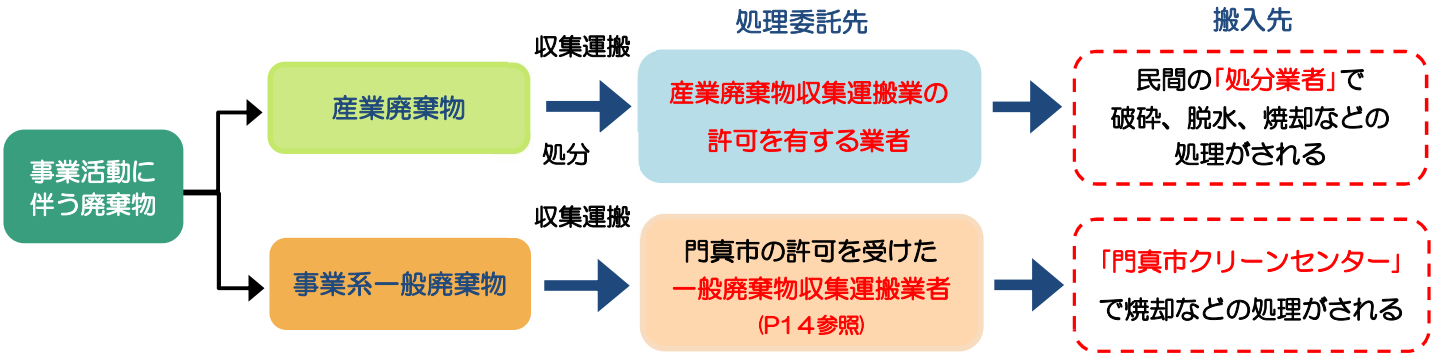 処理委託先
搬入先
事業活動に
伴う廃棄物
産業廃棄物
収集運搬
処分
産業廃棄物収集運搬業の
許可を有する業者
民間の「処分業者」で
破砕、脱水、焼却などの
処理がされる
事業系一般廃棄物
収集運搬
門真市の許可を受けた
一般廃棄物収集運搬業者
(P14参照)
「門真市クリーンセンター」
で焼却などの処理がされる